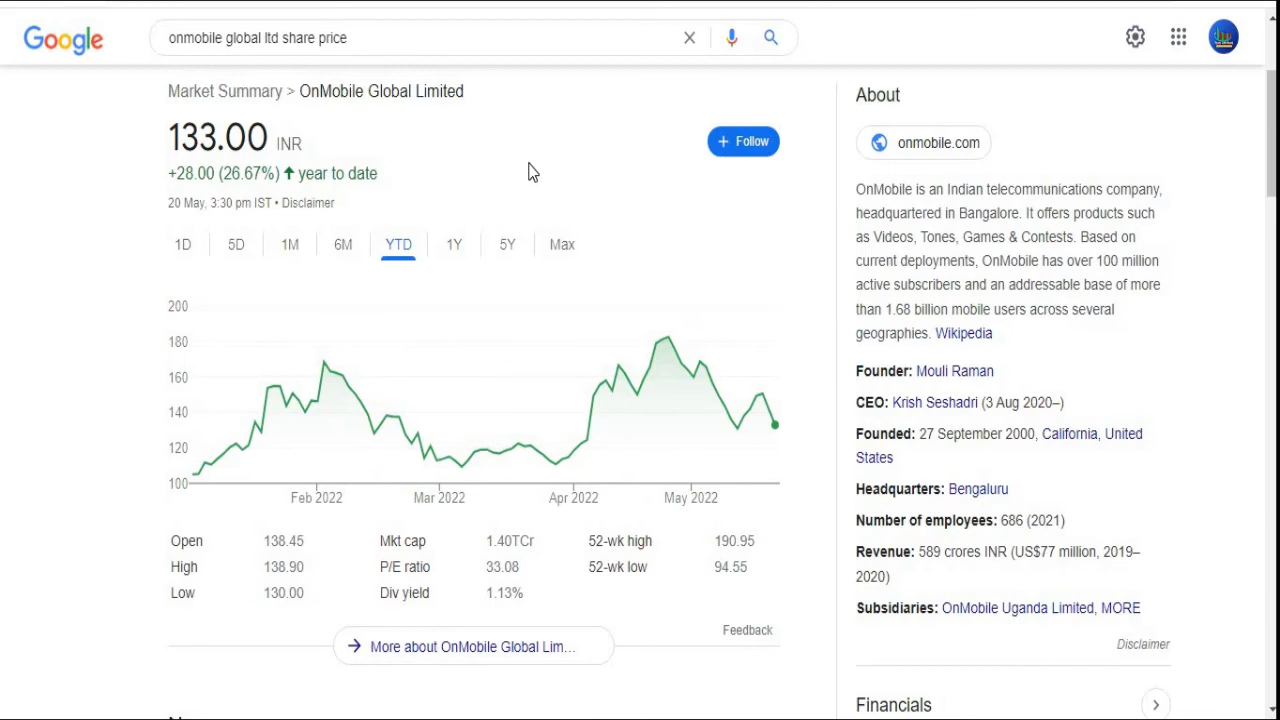 Google
onmobile global ltd share price
Market Summary > OnMobile Global Limited
133.00 INR
+ Follow
+28.00 (26.67%) ↑ year to date
20 May, 3:30 pm IST • Disclaimer
1D 5D 1M 6M YTD 1Y 5Y Max
200
180
160
140
120
100
Feb 2022 Mar 2022 Apr 2022 May 2022
Open 138.45 Mkt cap 1.40TCr 52-wk high 190.95
High 138.90 P/E ratio 33.08 52-wk low 94.55
Low 130.00 Div yield 1.13%
Feedback
→ More about OnMobile Global Lim...
About
onmobile.com
OnMobile is an Indian telecommunications company,
headquartered in Bangalore. It offers products such
as Videos, Tones, Games & Contests. Based on
current deployments, OnMobile has over 100 million
active subscribers and an addressable base of more
than 1.68 billion mobile users across several
geographies. Wikipedia
Founder: Mouli Raman
CEO: Krish Seshadri (3 Aug 2020–)
Founded: 27 September 2000, California, United
States
Headquarters: Bengaluru
Number of employees: 686 (2021)
Revenue: 589 crores INR (US$77 million, 2019–
2020)
Subsidiaries: OnMobile Uganda Limited, MORE
Disclaimer
Financials